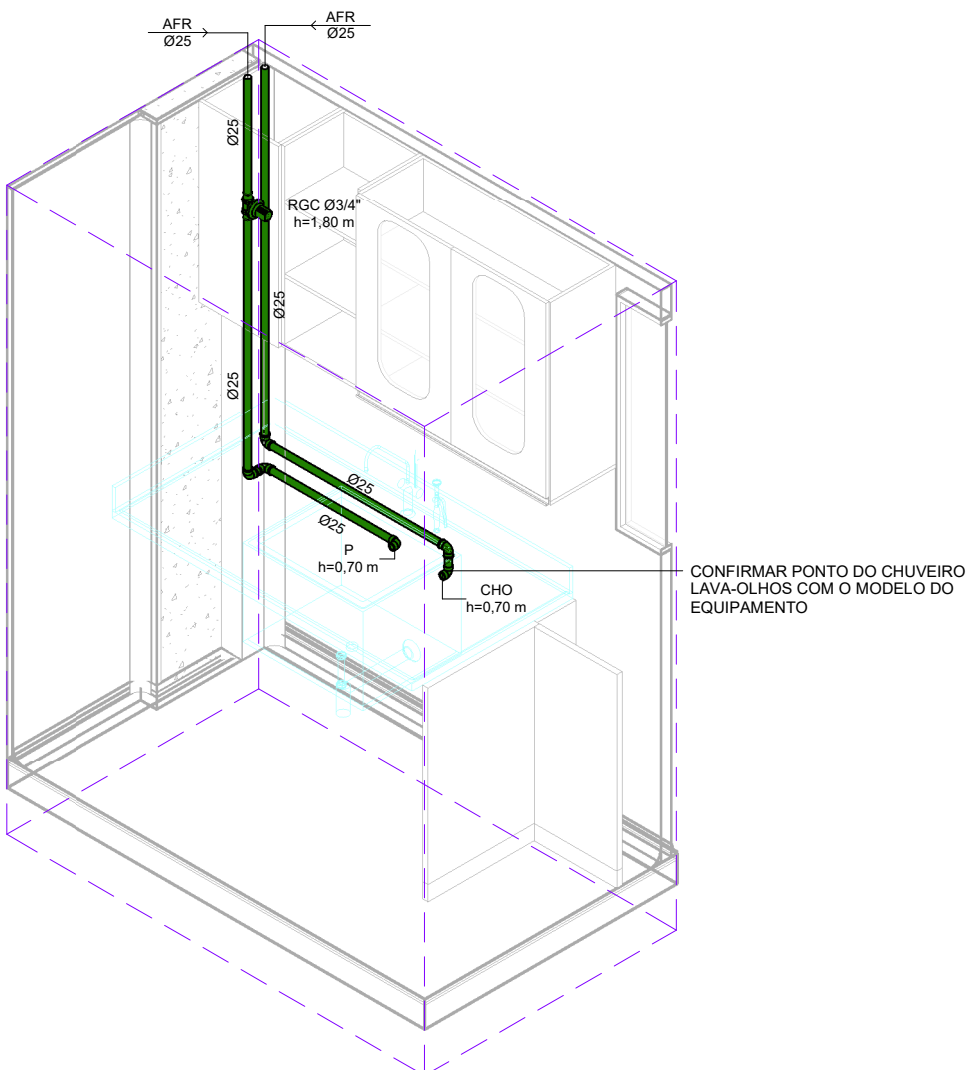 AFR
Ø25
AFR
Ø25
Ø25
RGC Ø3/4"
h=1,80 m
Ø25
Ø25
Ø25
Ø25
P
h=0,70 m
CHO
h=0,70 m
CONFIRMAR PONTO DO CHUVEIRO
LAVA-OLHOS COM O MODELO DO
EQUIPAMENTO